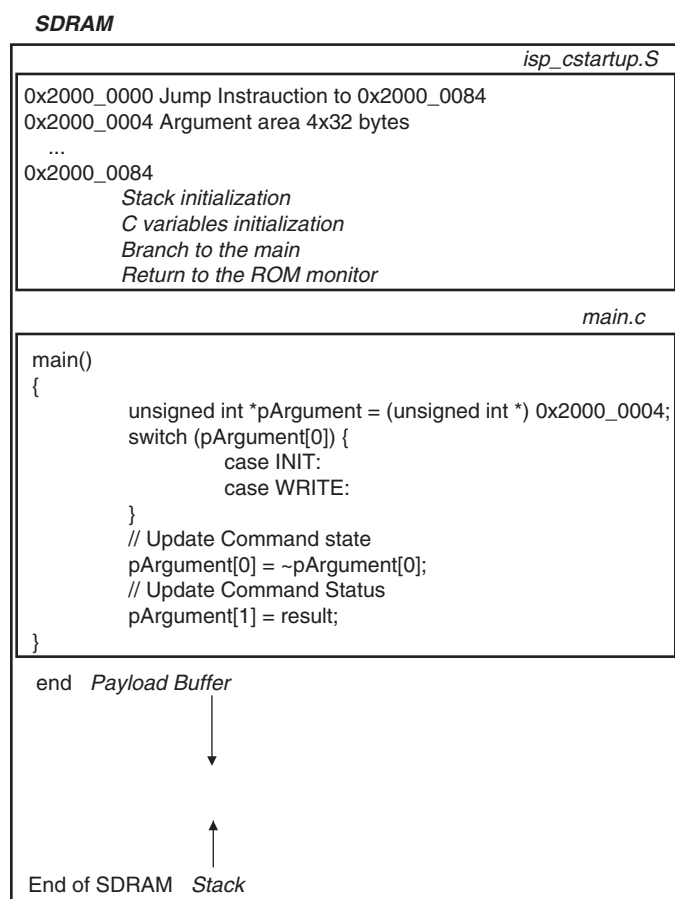 SDRAM
isp_cstartup.S
0x2000_0000 Jump Instrauction to 0x2000_0084
0x2000_0004 Argument area 4x32 bytes
...
0x2000_0084
Stack initialization
C variables initialization
Branch to the main
Return to the ROM monitor
main.c
main()
{
unsigned int *pArgument = (unsigned int *) 0x2000_0004;
switch (pArgument[0]) {
case INIT:
case WRITE:
}
// Update Command state
pArgument[0] = ~pArgument[0];
// Update Command Status
pArgument[1] = result;
}
end Payload Buffer
End of SDRAM Stack